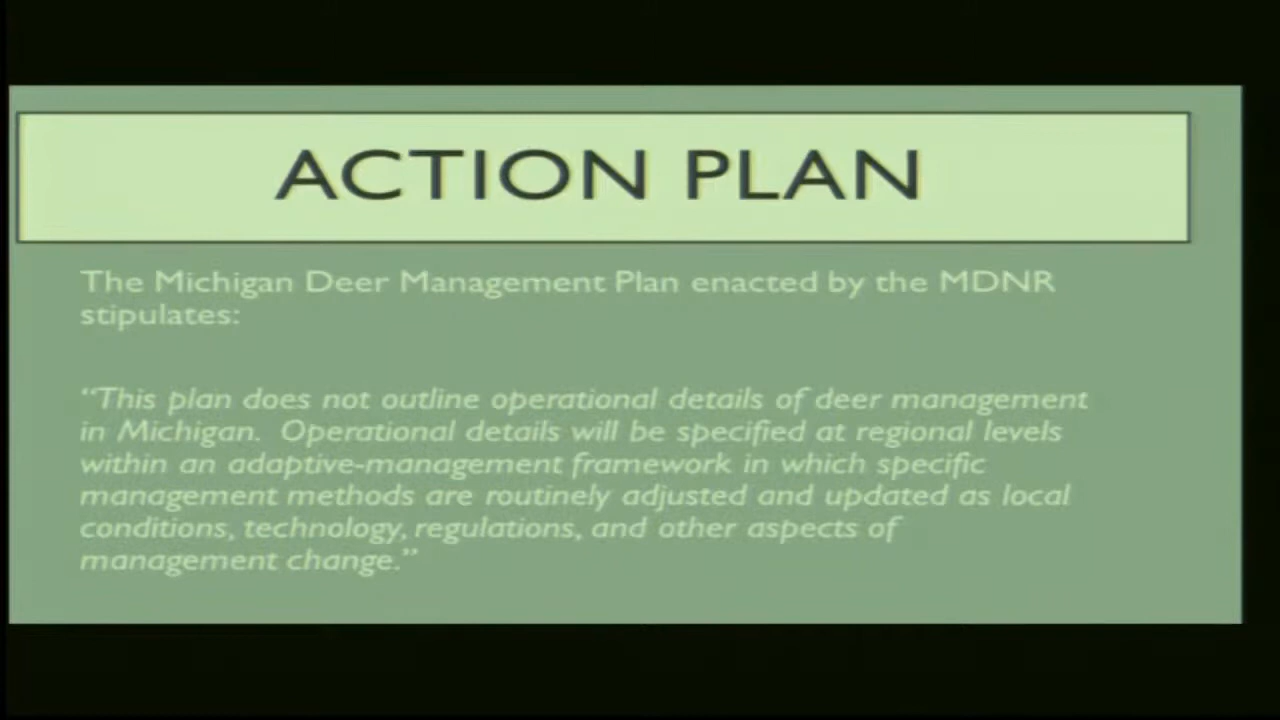 ACTION PLAN
The Michigan Deer Management Plan enacted by the MDNR
stipulates:
“This plan does not outline operational details of deer management
in Michigan.  Operational details will be specified at regional levels
within an adaptive-management framework in which specific
management methods are routinely adjusted and updated as local
conditions, technology, regulations, and other aspects of
management change.”